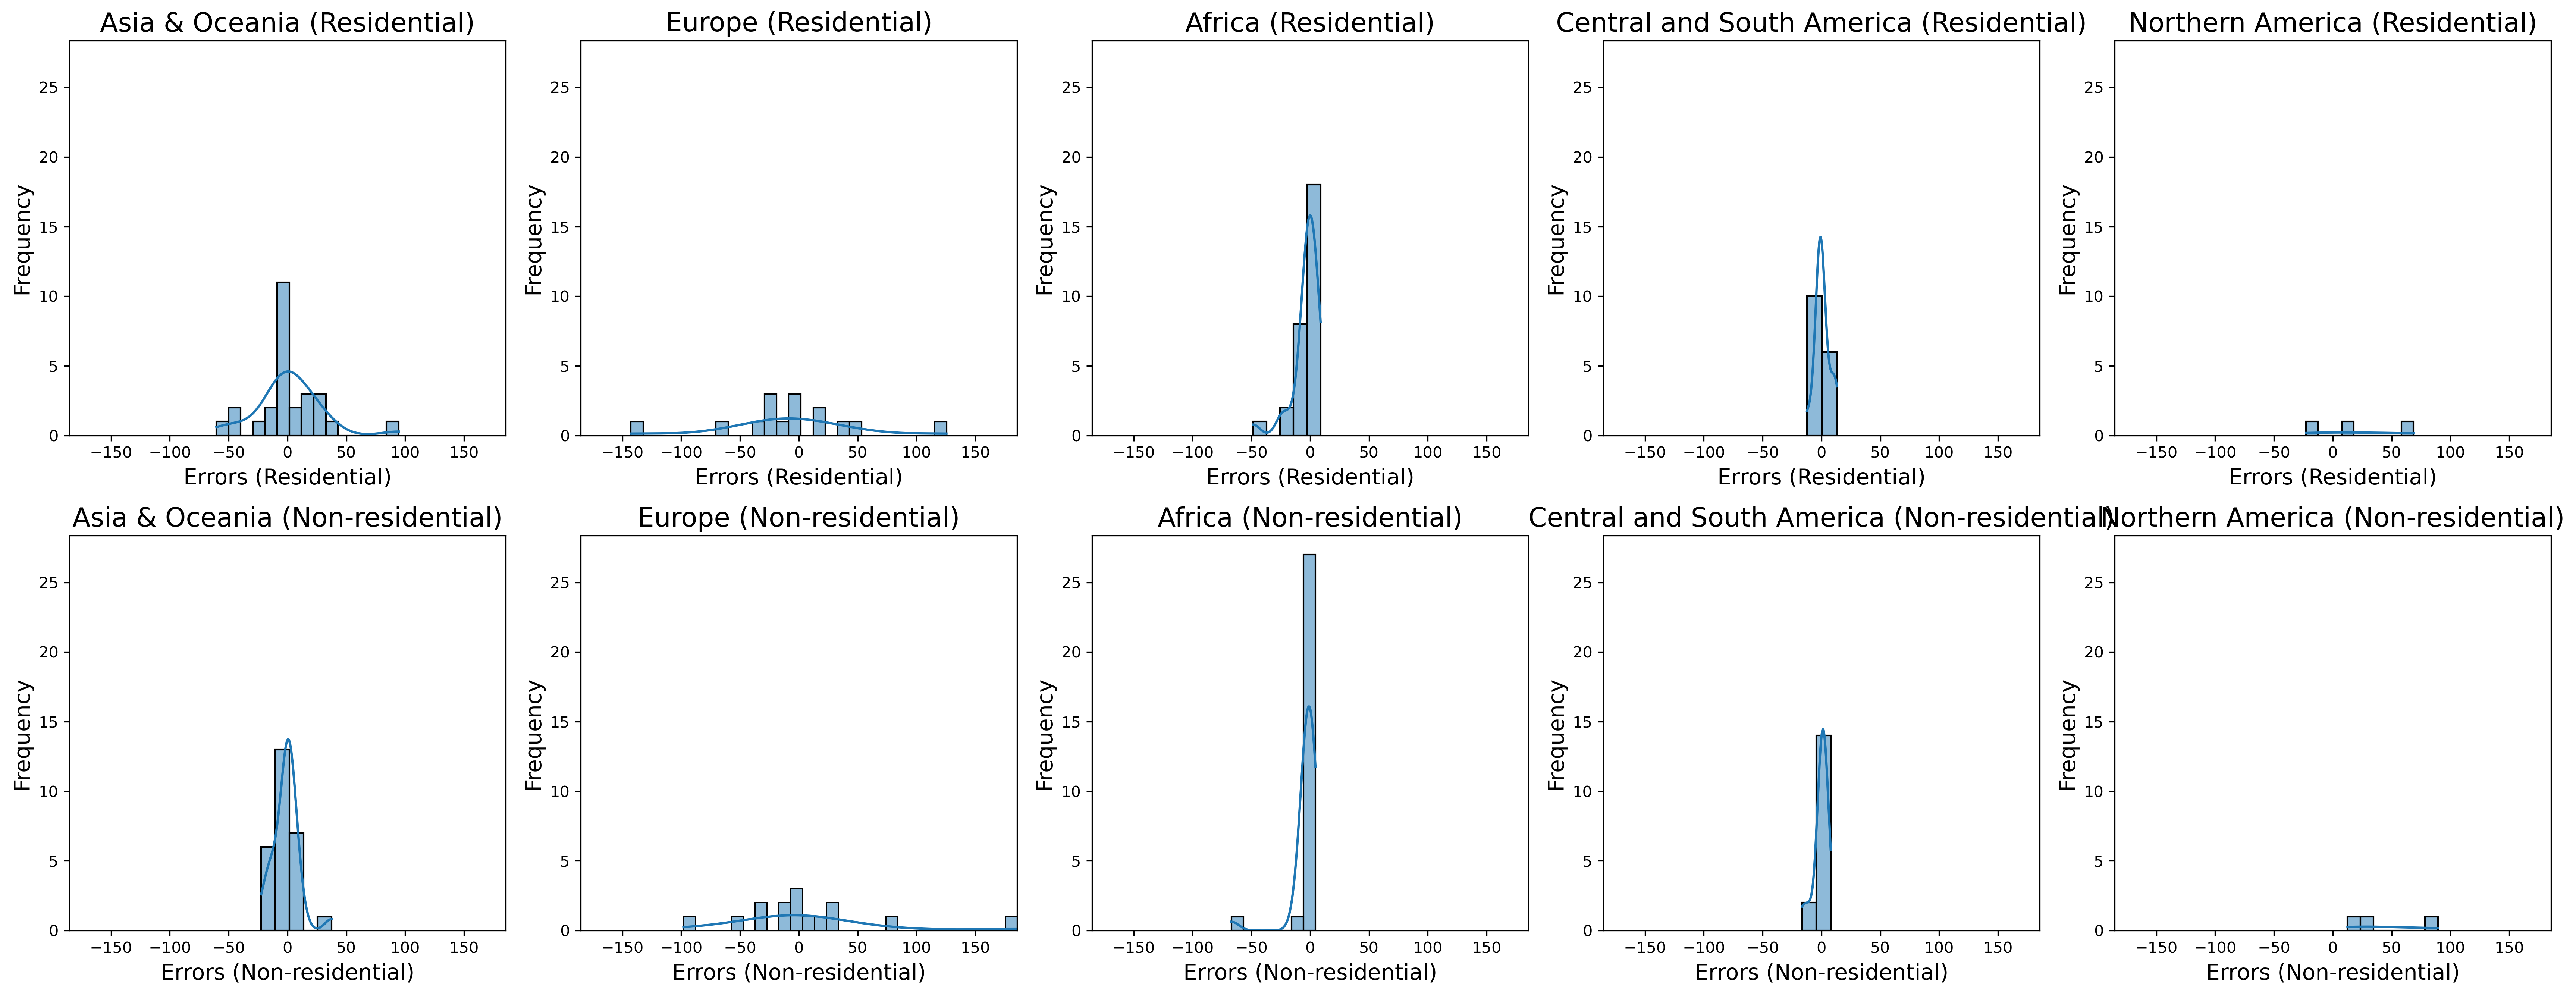 Asia & Oceania (Residential)
Frequency
25
20
15
10
5
0
−150 −100 −50 0 50 100 150
Errors (Residential)
Europe (Residential)
Frequency
25
20
15
10
5
0
−150 −100 −50 0 50 100 150
Errors (Residential)
Africa (Residential)
Frequency
25
20
15
10
5
0
−150 −100 −50 0 50 100 150
Errors (Residential)
Central and South America (Residential)
Frequency
25
20
15
10
5
0
−150 −100 −50 0 50 100 150
Errors (Residential)
Northern America (Residential)
Frequency
25
20
15
10
5
0
−150 −100 −50 0 50 100 150
Errors (Residential)
Asia & Oceania (Non-residential)
Frequency
25
20
15
10
5
0
−150 −100 −50 0 50 100 150
Errors (Non-residential)
Europe (Non-residential)
Frequency
25
20
15
10
5
0
−150 −100 −50 0 50 100 150
Errors (Non-residential)
Africa (Non-residential)
Frequency
25
20
15
10
5
0
−150 −100 −50 0 50 100 150
Errors (Non-residential)
Central and South America (Non-residential)
Frequency
25
20
15
10
5
0
−150 −100 −50 0 50 100 150
Errors (Non-residential)
Northern America (Non-residential)
Frequency
25
20
15
10
5
0
−150 −100 −50 0 50 100 150
Errors (Non-residential)